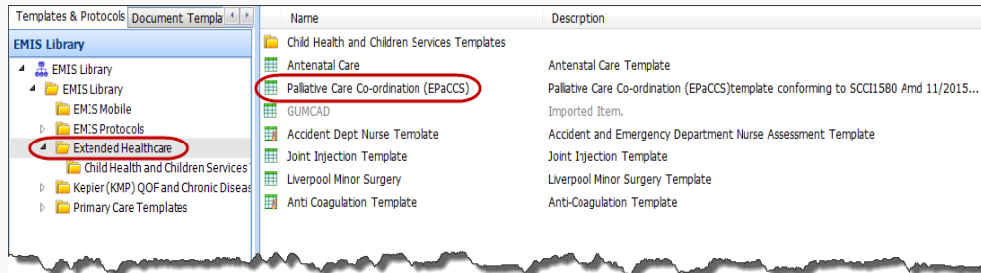 Templates & Protocols Document Templa
EMIS Library
EMIS Library
EMIS Library
EMIS Mobile
EMIS Protocols
Extended Healthcare
Child Health and Children Services
Kepier (KMP) QOF and Chronic Diseas
Primary Care Templates
Name Description
Child Health and Children Services Templates
Antenatal Care Antenatal Care Template
Palliative Care Co-ordination (EPaCCS) Palliative Care Co-ordination (EPaCCS)template conforming to SCCI1580 Amd 11/2015...
GUMCAD Imported Item.
Accident Dept Nurse Template Accident and Emergency Department Nurse Assessment Template
Joint Injection Template Joint Injection Template
Liverpool Minor Surgery Liverpool Minor Surgery Template
Anti Coagulation Template Anti-Coagulation Template